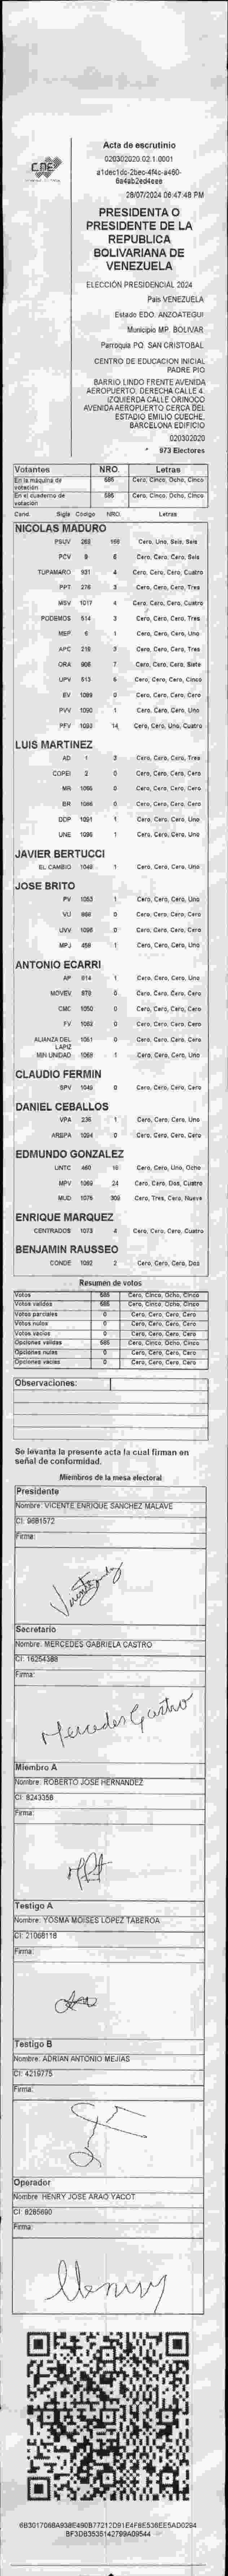 CNE
Acta de escrutinio
020302020.02.1.0001
a1dec1dc-2bec-4f4c-a460-
6a4ab2ed4cee
28/07/2024 06:47:48 PM
PRESIDENTA O
PRESIDENTE DE LA
REPUBLICA
BOLIVARIANA DE
VENEZUELA
ELECCIÓN PRESIDENCIAL 2024
País VENEZUELA
Estado EDO. ANZOATEGUI
Municipio MP. BOLIVAR
Parroquia PQ. SAN CRISTOBAL
CENTRO DE EDUCACION INICIAL
PADRE PIO
BARRIO LINDO FRENTE AVENIDA
AEROPUERTO. DERECHA CALLE 4.
IZQUIERDA CALLE ORINOCO
AVENIDA AEROPUERTO CERCA DEL
ESTADIO EMILIO CUECHE,
BARCELONA EDIFICIO
020302020
973 Electores
Votantes NRO. Letras
En la máquina de votación 585 Cero, Cinco, Ocho, Cinco
En el cuaderno de votación 585 Cero, Cinco, Ocho, Cinco
Cand. Sigla Código NRO. Letras
NICOLAS MADURO
PSUV 268 166 Cero, Uno, Seis, Seis
PCV 9 6 Cero, Cero, Cero, Seis
TUPAMARO 931 4 Cero, Cero, Cero, Cuatro
PPT 276 3 Cero, Cero, Cero, Tres
MSV 1017 4 Cero, Cero, Cero, Cuatro
PODEMOS 514 3 Cero, Cero, Cero, Tres
MEP 6 1 Cero, Cero, Cero, Uno
APC 219 3 Cero, Cero, Cero, Tres
ORA 906 7 Cero, Cero, Cero, Siete
UPV 513 5 Cero, Cero, Cero, Cinco
EV 1089 0 Cero, Cero, Cero, Cero
PVV 1090 1 Cero, Cero, Cero, Uno
PFV 1093 14 Cero, Cero, Uno, Cuatro
LUIS MARTINEZ
AD 1 3 Cero, Cero, Cero, Tres
COPEI 2 0 Cero, Cero, Cero, Cero
MR 1066 0 Cero, Cero, Cero, Cero
BR 1086 0 Cero, Cero, Cero, Cero
DDP 1091 1 Cero, Cero, Cero, Uno
UNE 1096 1 Cero, Cero, Cero, Uno
JAVIER BERTUCCI
EL CAMBIO 1048 1 Cero, Cero, Cero, Uno
JOSE BRITO
PV 1053 1 Cero, Cero, Cero, Uno
VU 988 0 Cero, Cero, Cero, Cero
UVV 1095 0 Cero, Cero, Cero, Cero
MPJ 458 1 Cero, Cero, Cero, Uno
ANTONIO ECARRI
AP 914 1 Cero, Cero, Cero, Uno
MOVEV 979 0 Cero, Cero, Cero, Cero
CMC 1050 0 Cero, Cero, Cero, Cero
FV 1062 0 Cero, Cero, Cero, Cero
ALIANZA DEL LAPIZ 1061 0 Cero, Cero, Cero, Cero
MIN UNIDAD 1068 1 Cero, Cero, Cero, Uno
CLAUDIO FERMIN
SPV 1049 0 Cero, Cero, Cero, Cero
DANIEL CEBALLOS
VPA 236 1 Cero, Cero, Cero, Uno
AREPA 1094 0 Cero, Cero, Cero, Cero
EDMUNDO GONZALEZ
UNTC 460 18 Cero, Cero, Uno, Ocho
MPV 1069 24 Cero, Cero, Dos, Cuatro
MUD 1076 309 Cero, Tres, Cero, Nueve
ENRIQUE MARQUEZ
CENTRADOS 1073 4 Cero, Cero, Cero, Cuatro
BENJAMIN RAUSSEO
CONDE 1092 2 Cero, Cero, Cero, Dos
Resumen de votos
Votos 585 Cero, Cinco, Ocho, Cinco
Votos validos 585 Cero, Cinco, Ocho, Cinco
Votos parciales 0 Cero, Cero, Cero, Cero
Votos nulos 0 Cero, Cero, Cero, Cero
Votos vacios 0 Cero, Cero, Cero, Cero
Opciones validas 585 Cero, Cinco, Ocho, Cinco
Opciones nulas 0 Cero, Cero, Cero, Cero
Opciones vacias 0 Cero, Cero, Cero, Cero
Observaciones:
Se levanta la presente acta la cual firman en
señal de conformidad.
Miembros de la mesa electoral
Presidente
Nombre: VICENTE ENRIQUE SANCHEZ MALAVE
CI: 9881572
Firma:
Secretario
Nombre: MERCEDES GABRIELA CASTRO
CI: 16254388
Firma:
Mercedes Castro
Miembro A
Nombre: ROBERTO JOSE HERNANDEZ
CI: 8243358
Firma:
Testigo A
Nombre: YOSMA MOISES LOPEZ TABEROA
CI: 21068118
Firma:
Testigo B
Nombre: ADRIAN ANTONIO MEJIAS
CI: 4219775
Firma:
Operador
Nombre: HENRY JOSE ARAO YACOT
CI: 8285690
Firma:
Henry
6B3017068A938E490B77212D91E4F8E536EE5AD0294
BF3DB3535142799A09544